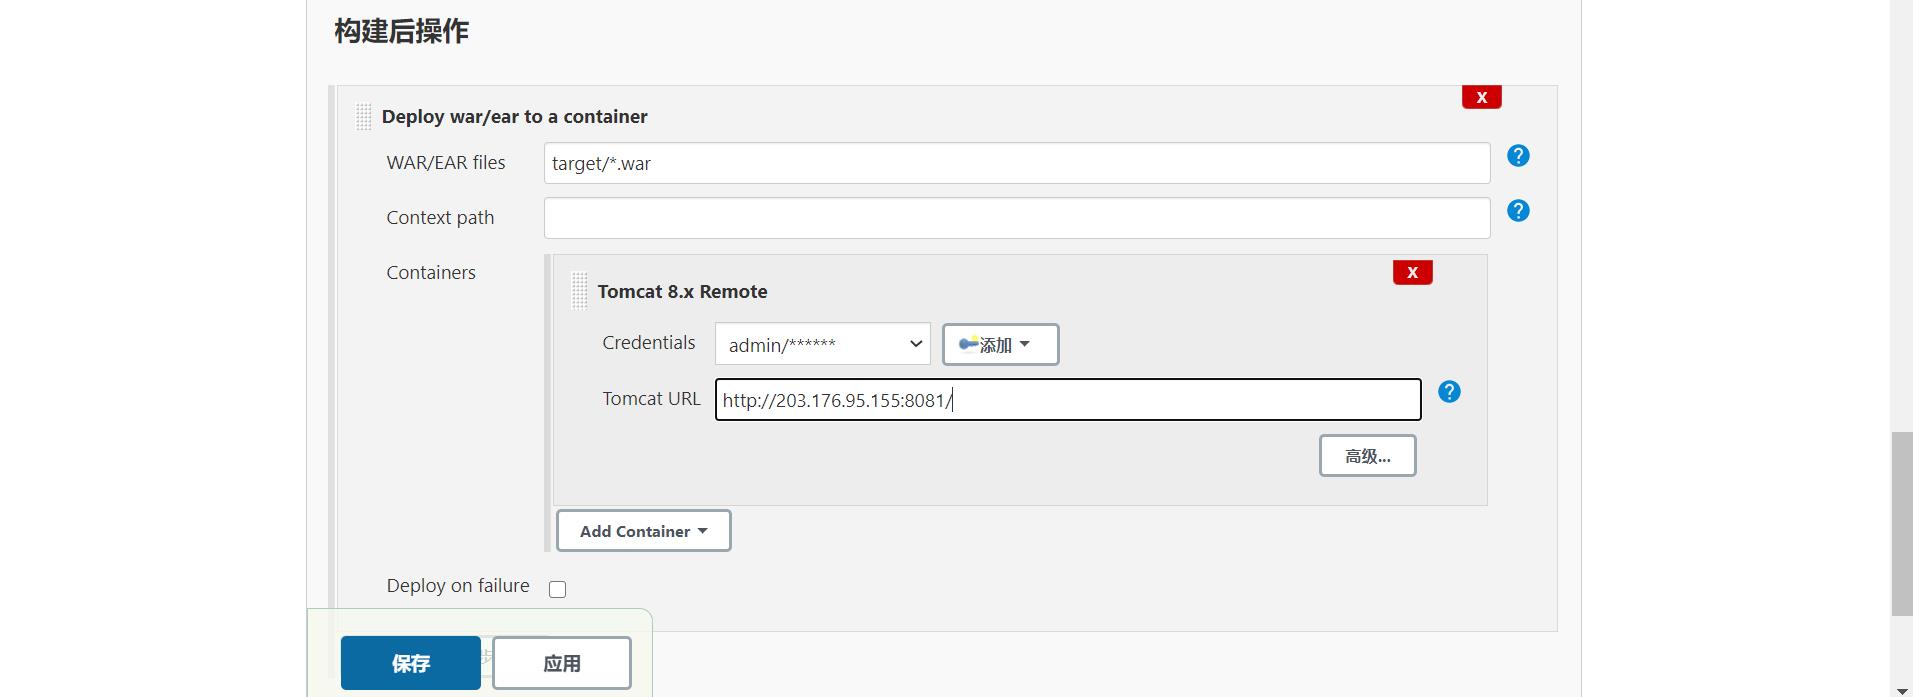 构建后操作
X
Deploy war/ear to a container
WAR/EAR files target/*.war ?
Context path ?
Containers
X
Tomcat 8.x Remote
Credentials admin/****** 添加
Tomcat URL http://203.176.95.155:8081/ ?
高级...
Add Container
Deploy on failure
保存 步 应用